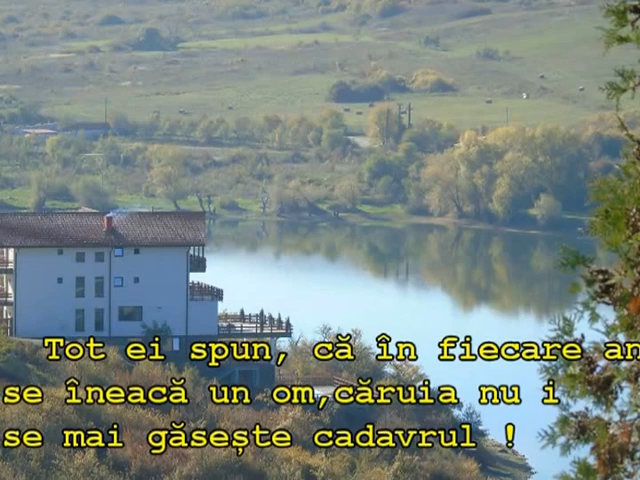 Tot ei spun, că în fiecare an
se îneacă un om,căruia nu i
se mai găsește cadavrul !